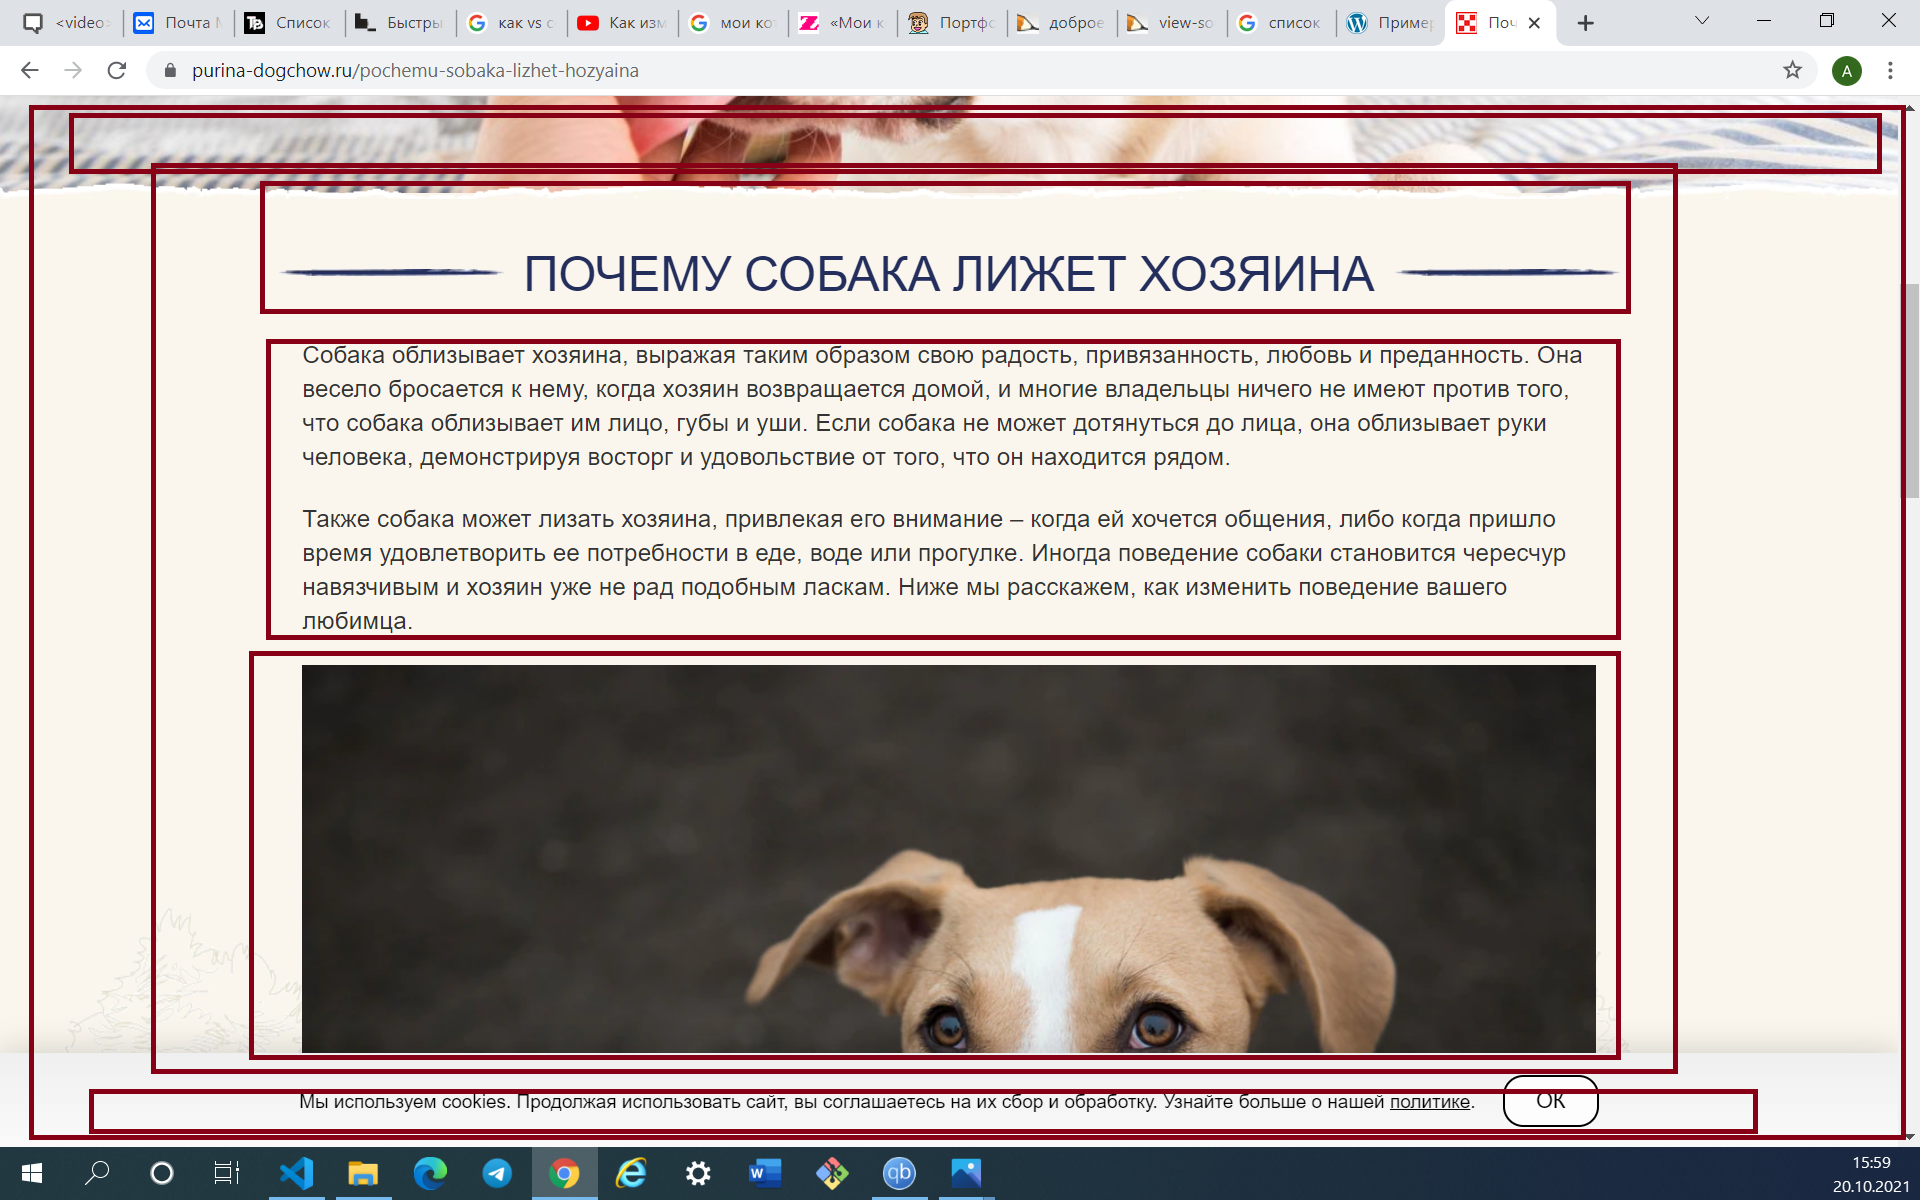 <video>
Почта М
Список
Быстры
как vs c
Как изм
мои кот
«Мои к
Портфо
доброе
view-so
список
Пример
Поч
purina-dogchow.ru/pochemu-sobaka-lizhet-hozyaina
A
ПОЧЕМУ СОБАКА ЛИЖЕТ ХОЗЯИНА
Собака облизывает хозяина, выражая таким образом свою радость, привязанность, любовь и преданность. Она
весело бросается к нему, когда хозяин возвращается домой, и многие владельцы ничего не имеют против того,
что собака облизывает им лицо, губы и уши. Если собака не может дотянуться до лица, она облизывает руки
человека, демонстрируя восторг и удовольствие от того, что он находится рядом.
Также собака может лизать хозяина, привлекая его внимание – когда ей хочется общения, либо когда пришло
время удовлетворить ее потребности в еде, воде или прогулке. Иногда поведение собаки становится чересчур
навязчивым и хозяин уже не рад подобным ласкам. Ниже мы расскажем, как изменить поведение вашего
любимца.
Мы используем cookies. Продолжая использовать сайт, вы соглашаетесь на их сбор и обработку. Узнайте больше о нашей политике.
ОК
15:59
20.10.2021